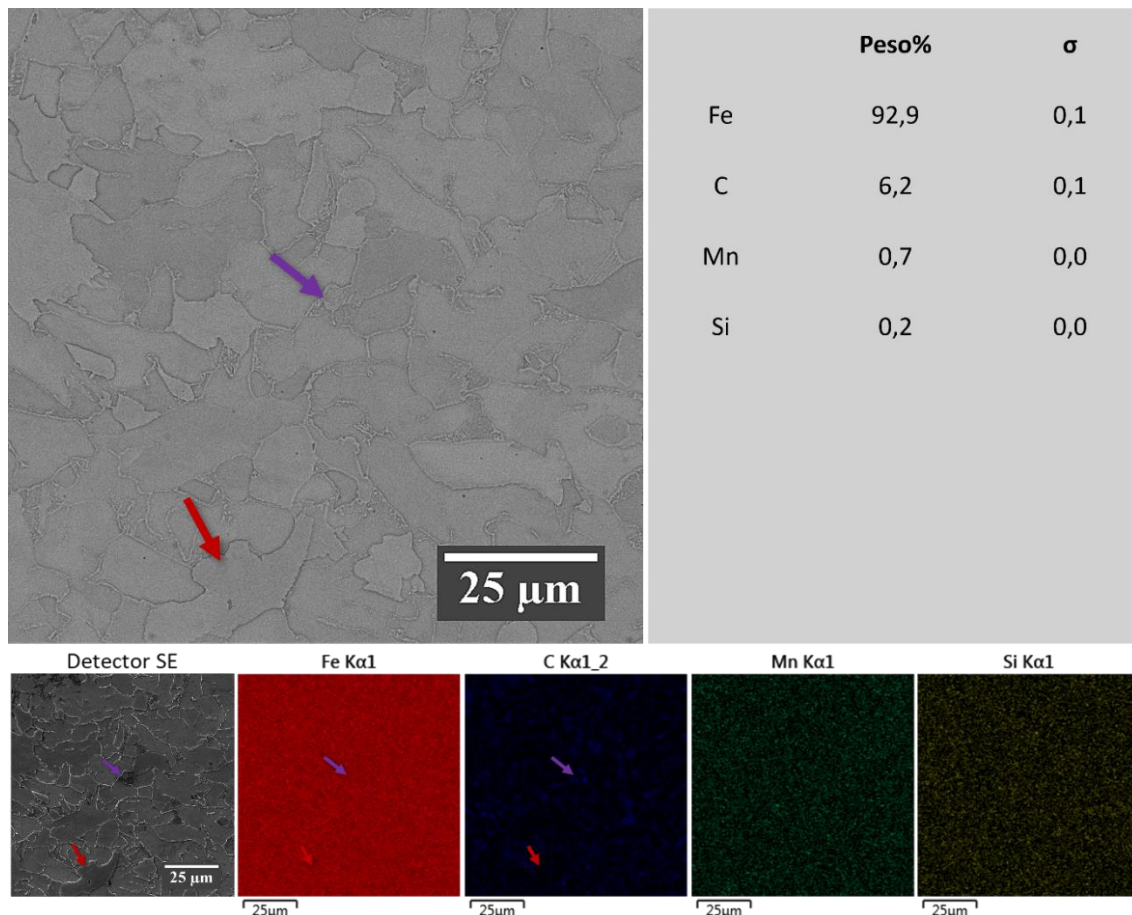 Peso% σ
Fe 92,9 0,1
C 6,2 0,1
Mn 0,7 0,0
Si 0,2 0,0
25 µm
Detector SE Fe Kα1 C Kα1_2 Mn Kα1 Si Kα1
25 µm
25µm 25µm 25µm 25µm